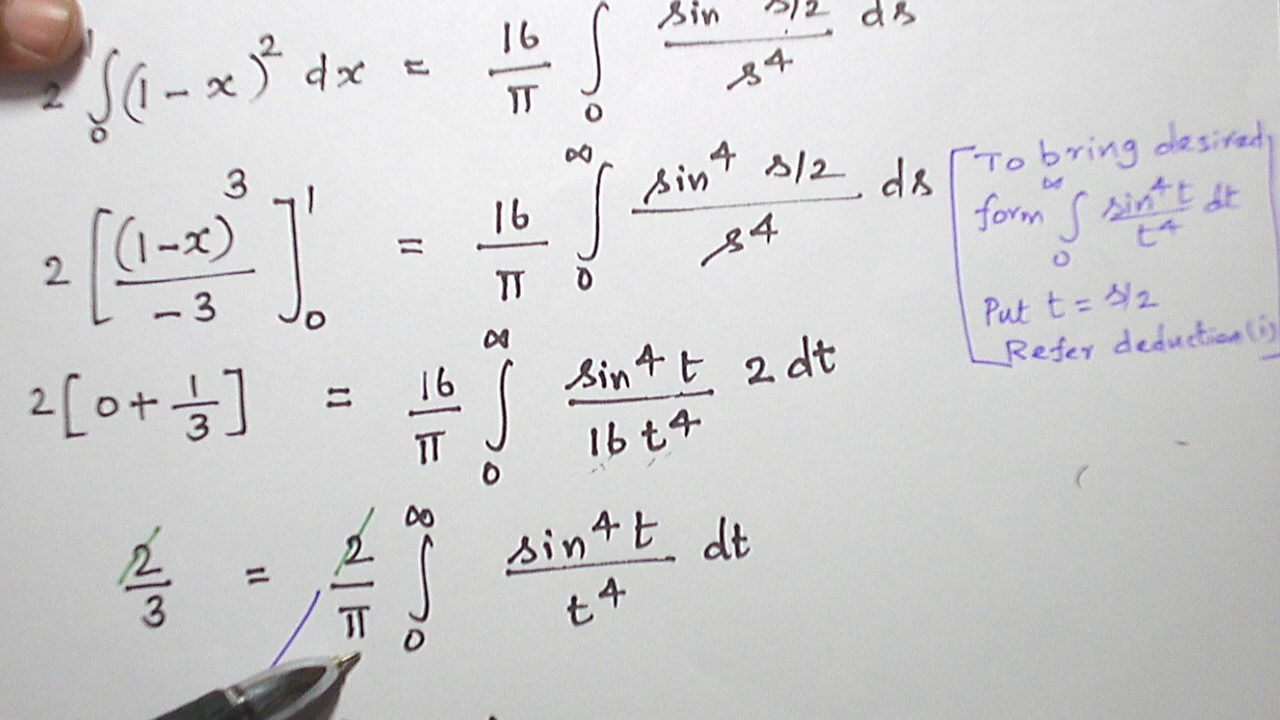 2 ∫₀¹ (1-x)² dx = 16/π ∫₀ sin s/2 / s⁴ ds
2 [(1-x)³ / -3]₀¹ = 16/π ∫₀^∞ sin⁴ s/2 / s⁴ ds
2[0 + 1/3] = 16/π ∫₀^∞ sin⁴ t / 16 t⁴ 2 dt
2/3 = 2/π ∫₀^∞ sin⁴ t / t⁴ dt
To bring desired
form ∫₀^∞ sin⁴t / t⁴ dt
Put t = s/2
Refer deduction (i)